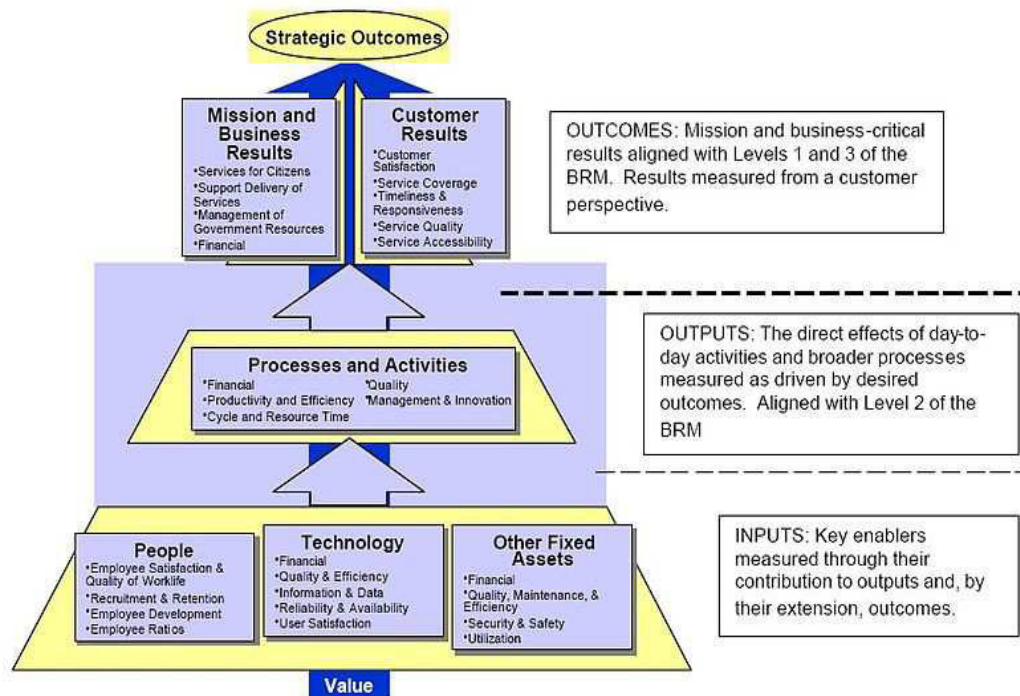 Strategic Outcomes
Mission and
Business
Results
•Services for Citizens
•Support Delivery of
Services
•Management of
Government Resources
•Financial
Customer
Results
•Customer
Satisfaction
•Service Coverage
•Timeliness &
Responsiveness
•Service Quality
•Service Accessibility
OUTCOMES: Mission and business-critical
results aligned with Levels 1 and 3 of the
BRM. Results measured from a customer
perspective.
Processes and Activities
•Financial
•Productivity and Efficiency
•Cycle and Resource Time
•Quality
•Management & Innovation
OUTPUTS: The direct effects of day-to-
day activities and broader processes
measured as driven by desired
outcomes. Aligned with Level 2 of the
BRM
People
•Employee Satisfaction &
Quality of Worklife
•Recruitment & Retention
•Employee Development
•Employee Ratios
Technology
•Financial
•Quality & Efficiency
•Information & Data
•Reliability & Availability
•User Satisfaction
Other Fixed
Assets
•Financial
•Quality, Maintenance, &
Efficiency
•Security & Safety
•Utilization
INPUTS: Key enablers
measured through their
contribution to outputs and, by
their extension, outcomes.
Value